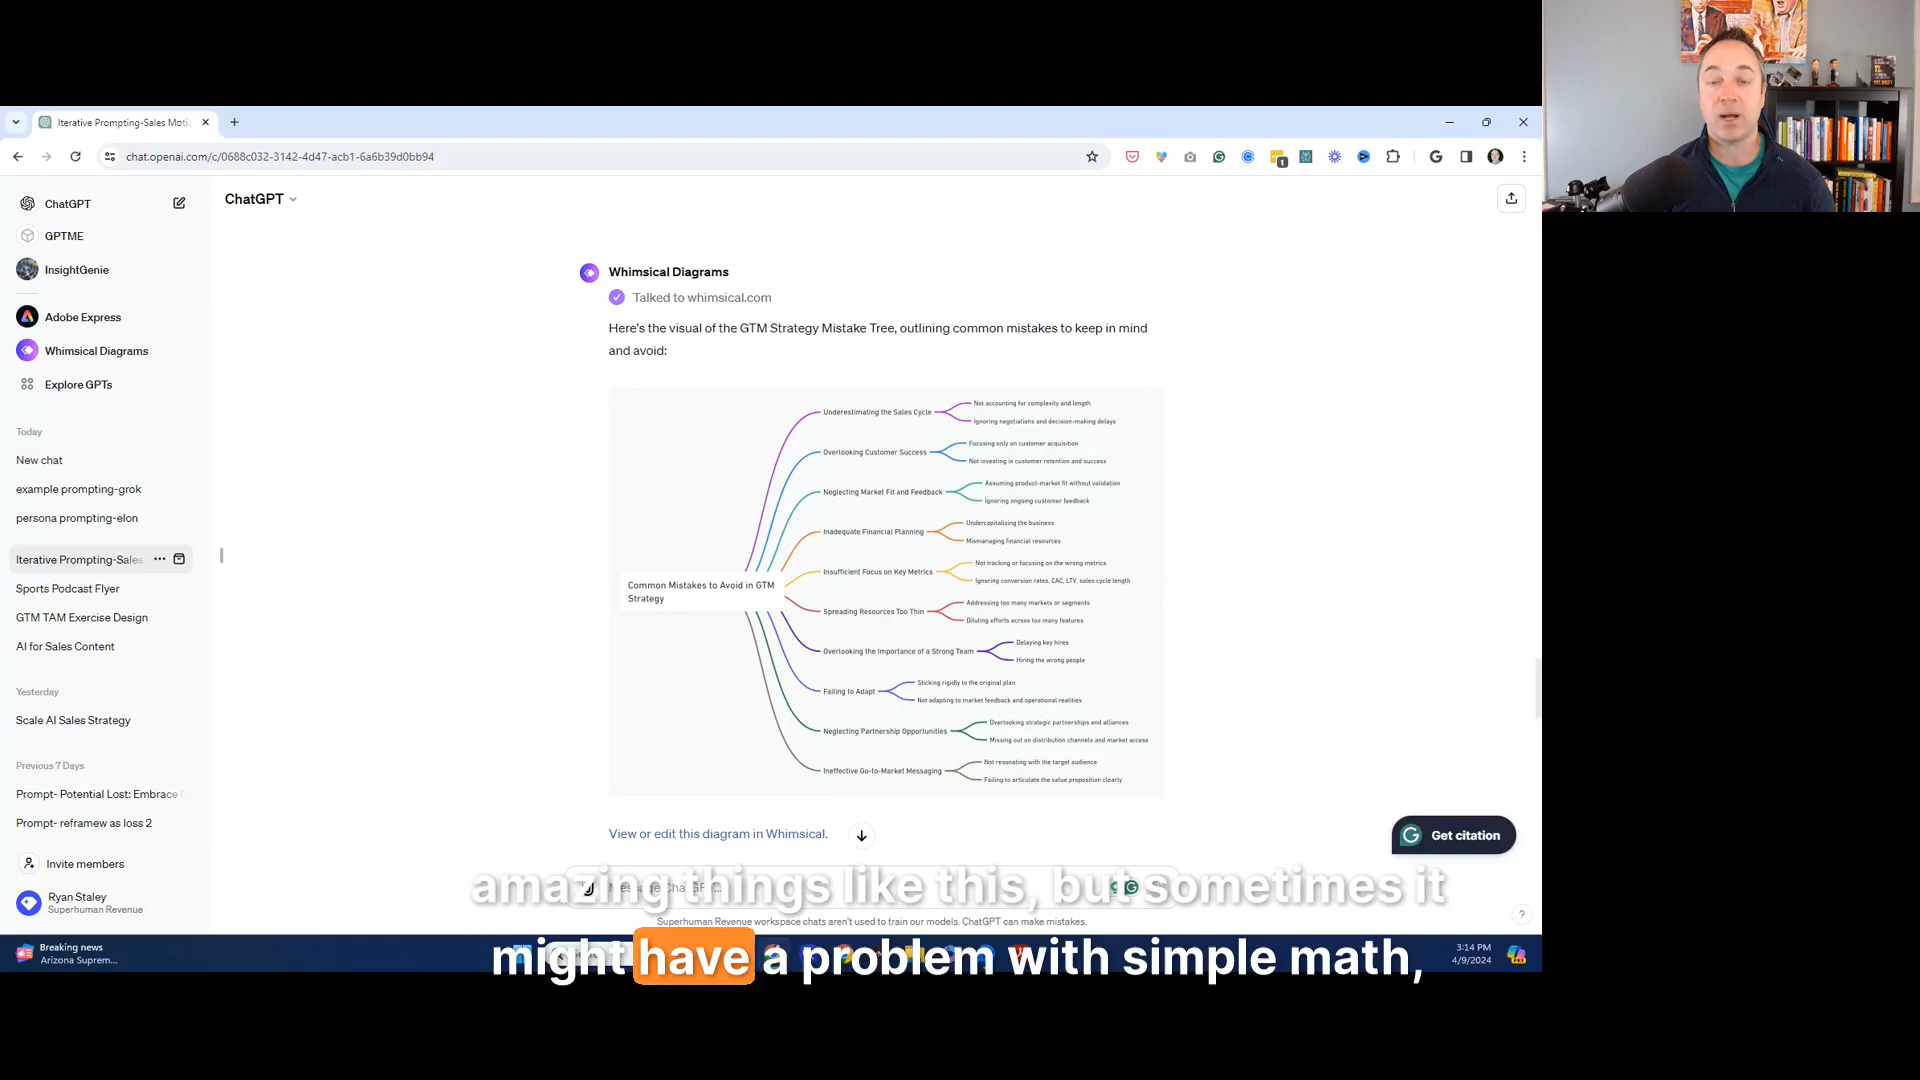 Iterative Prompting-Sales Motic
chat.openai.com/c/0688c032-3142-4d47-acb1-6a6b39d0bb94
1
ChatGPT
GPTME
InsightGenie
Adobe Express
Whimsical Diagrams
Explore GPTs
Today
New chat
example prompting-grok
persona prompting-elon
Iterative Prompting-Sales
Sports Podcast Flyer
GTM TAM Exercise Design
AI for Sales Content
Yesterday
Scale AI Sales Strategy
Previous 7 Days
Prompt- Potential Lost: Embrace
Prompt- reframew as loss 2
Invite members
Ryan Staley
Superhuman Revenue
ChatGPT
Whimsical Diagrams
Talked to whimsical.com
Here's the visual of the GTM Strategy Mistake Tree, outlining common mistakes to keep in mind
and avoid:
Common Mistakes to Avoid in GTM
Strategy
Underestimating the Sales Cycle
Not accounting for complexity and length
Ignoring negotiations and decision-making delays
Overlooking Customer Success
Focusing only on customer acquisition
Not investing in customer retention and success
Neglecting Market Fit and Feedback
Assuming product-market fit without validation
Ignoring ongoing customer feedback
Inadequate Financial Planning
Undercapitalizing the business
Mismanaging financial resources
Insufficient Focus on Key Metrics
Not tracking or focusing on the wrong metrics
Ignoring conversion rates, CAC, LTV, sales cycle length
Spreading Resources Too Thin
Addressing too many markets or segments
Diluting efforts across too many features
Overlooking the Importance of a Strong Team
Delaying key hires
Hiring the wrong people
Failing to Adapt
Sticking rigidly to the original plan
Not adapting to market feedback and operational realities
Neglecting Partnership Opportunities
Overlooking strategic partnerships and alliances
Missing out on distribution channels and market access
Ineffective Go-to-Market Messaging
Not resonating with the target audience
Failing to articulate the value proposition clearly
View or edit this diagram in Whimsical.
Get citation
amazing things like this, but sometimes it
Superhuman Revenue workspace chats aren't used to train our models. ChatGPT can make mistakes.
?
might have a problem with simple math,
Breaking news
Arizona Suprem...
3:14 PM
4/9/2024